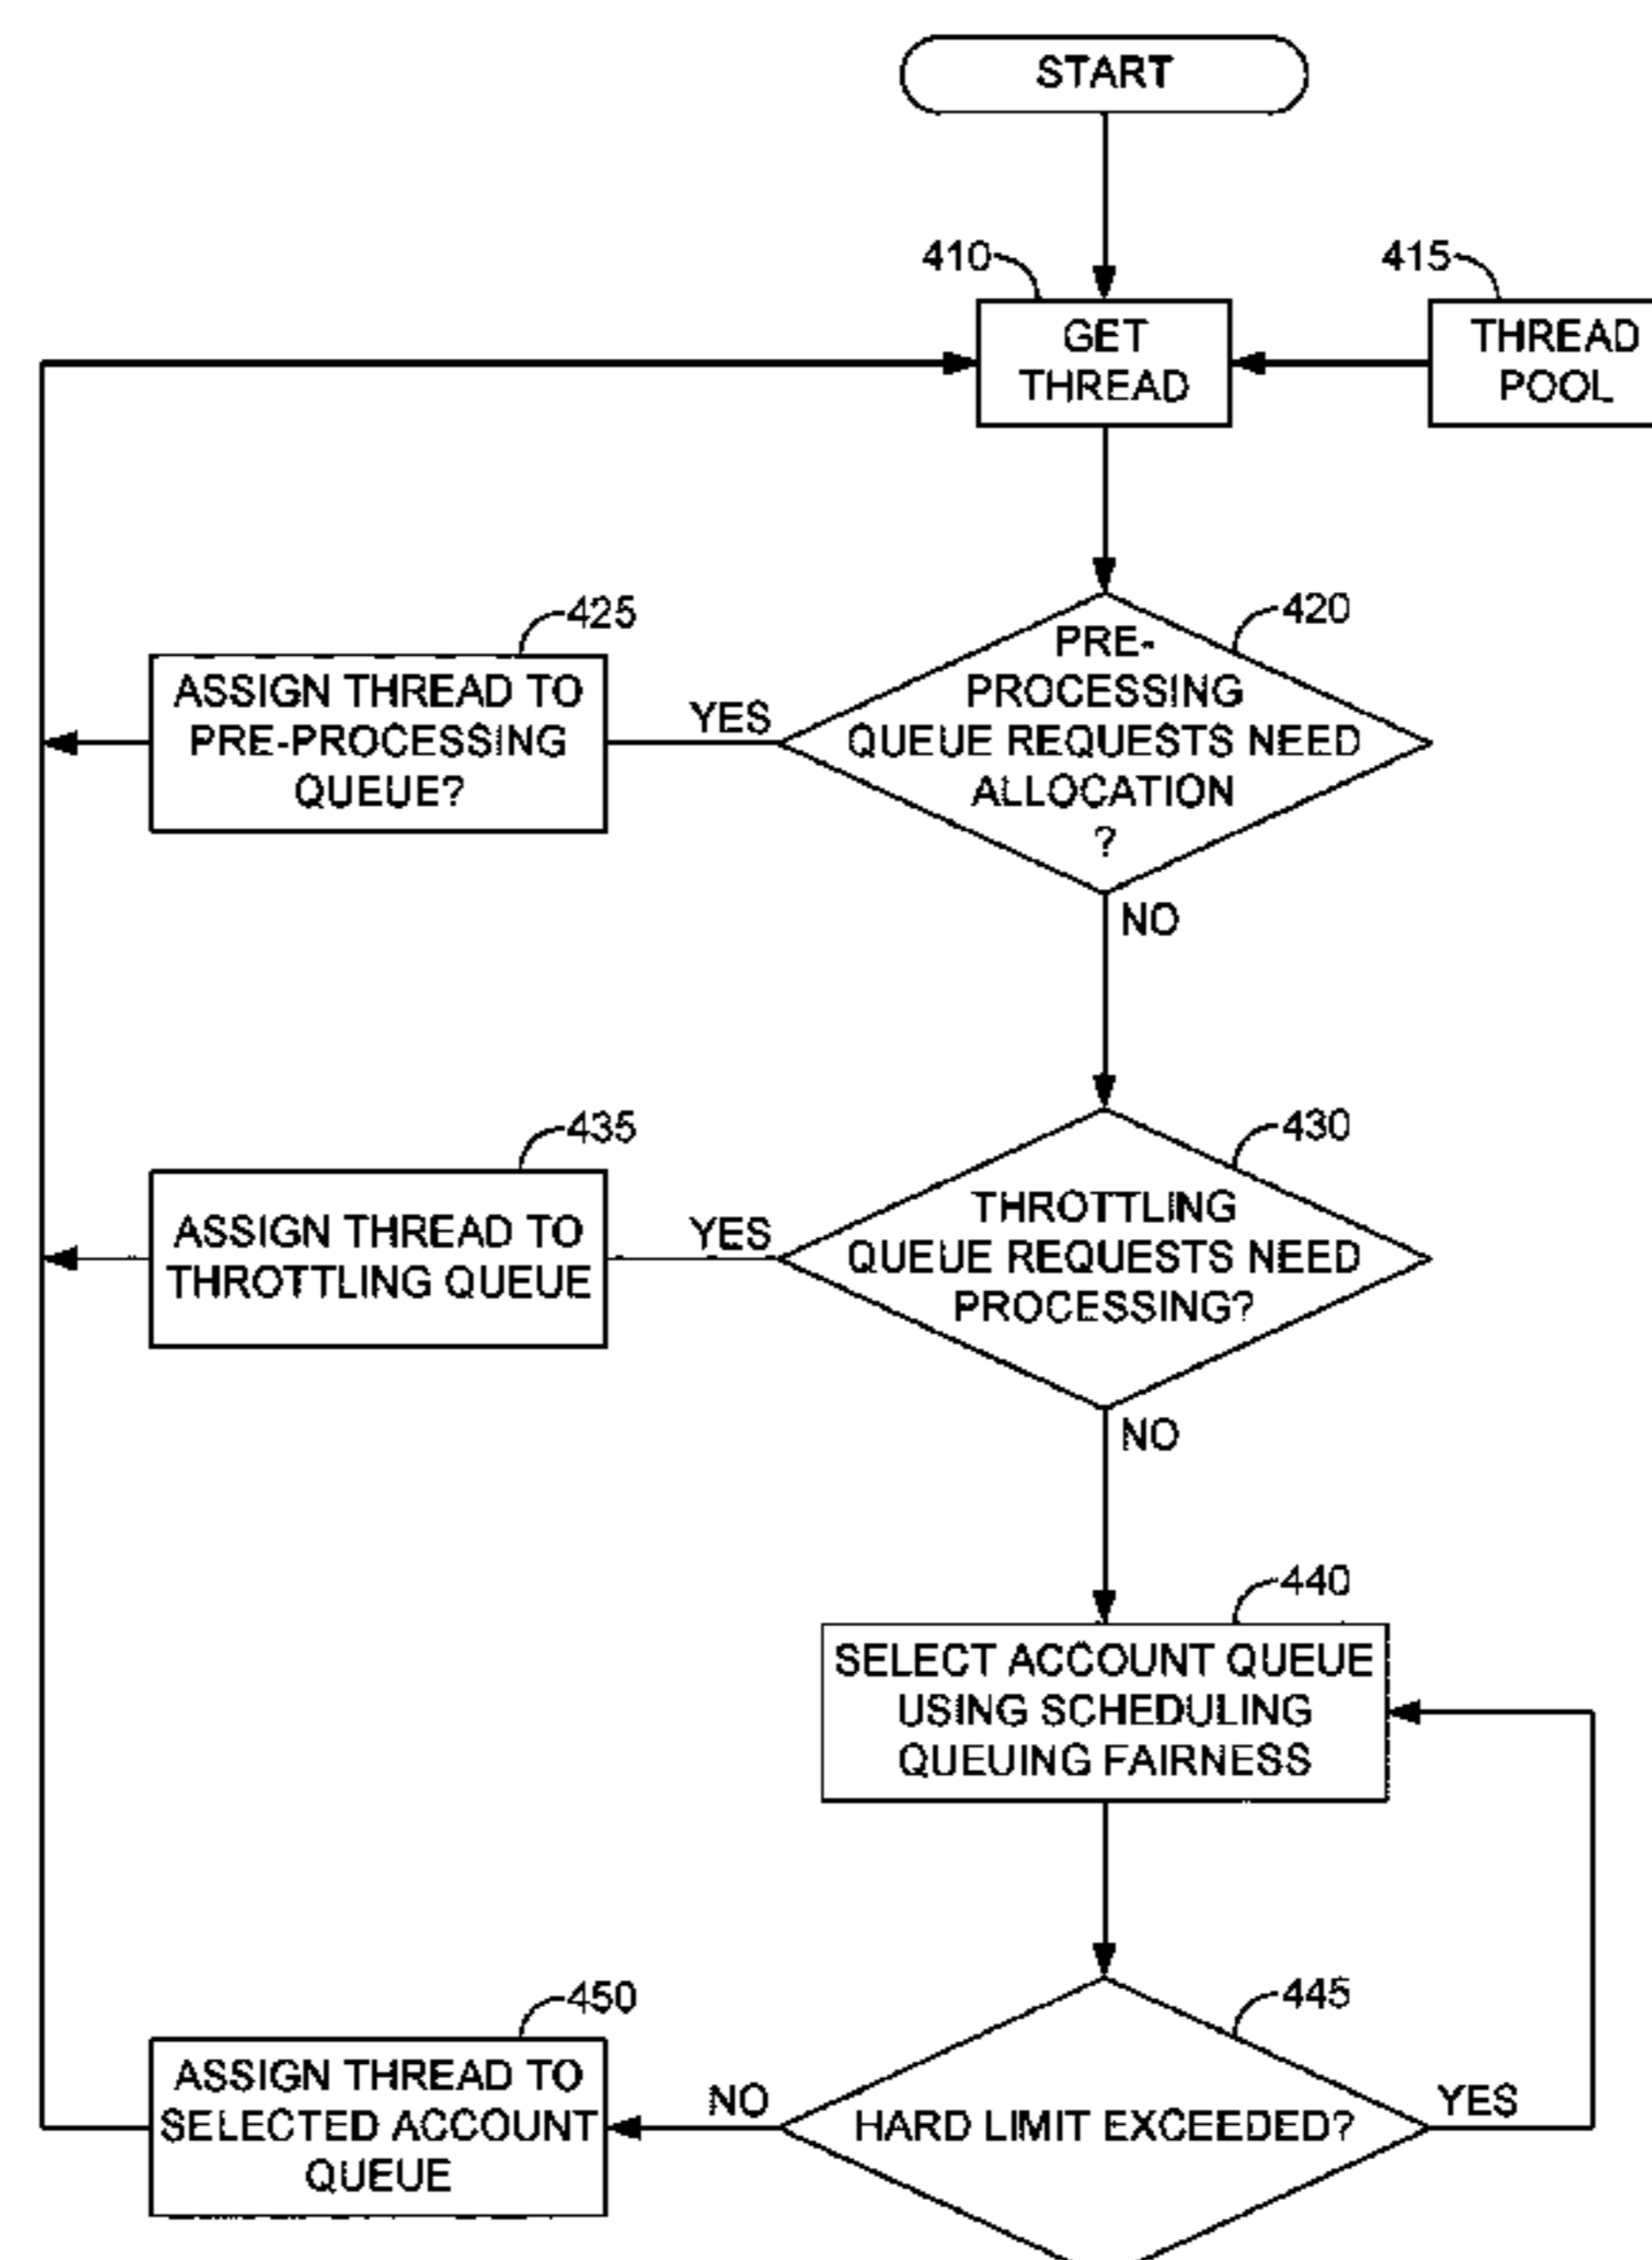 START
410
415
GET
THREAD
THREAD
POOL
425
420
ASSIGN THREAD TO
PRE-PROCESSING
QUEUE?
YES
PRE-
PROCESSING
QUEUE REQUESTS NEED
ALLOCATION
?
NO
435
430
ASSIGN THREAD TO
THROTTLING QUEUE
YES
THROTTLING
QUEUE REQUESTS NEED
PROCESSING?
NO
440
SELECT ACCOUNT QUEUE
USING SCHEDULING
QUEUING FAIRNESS
450
445
ASSIGN THREAD TO
SELECTED ACCOUNT
QUEUE
NO
HARD LIMIT EXCEEDED?
YES